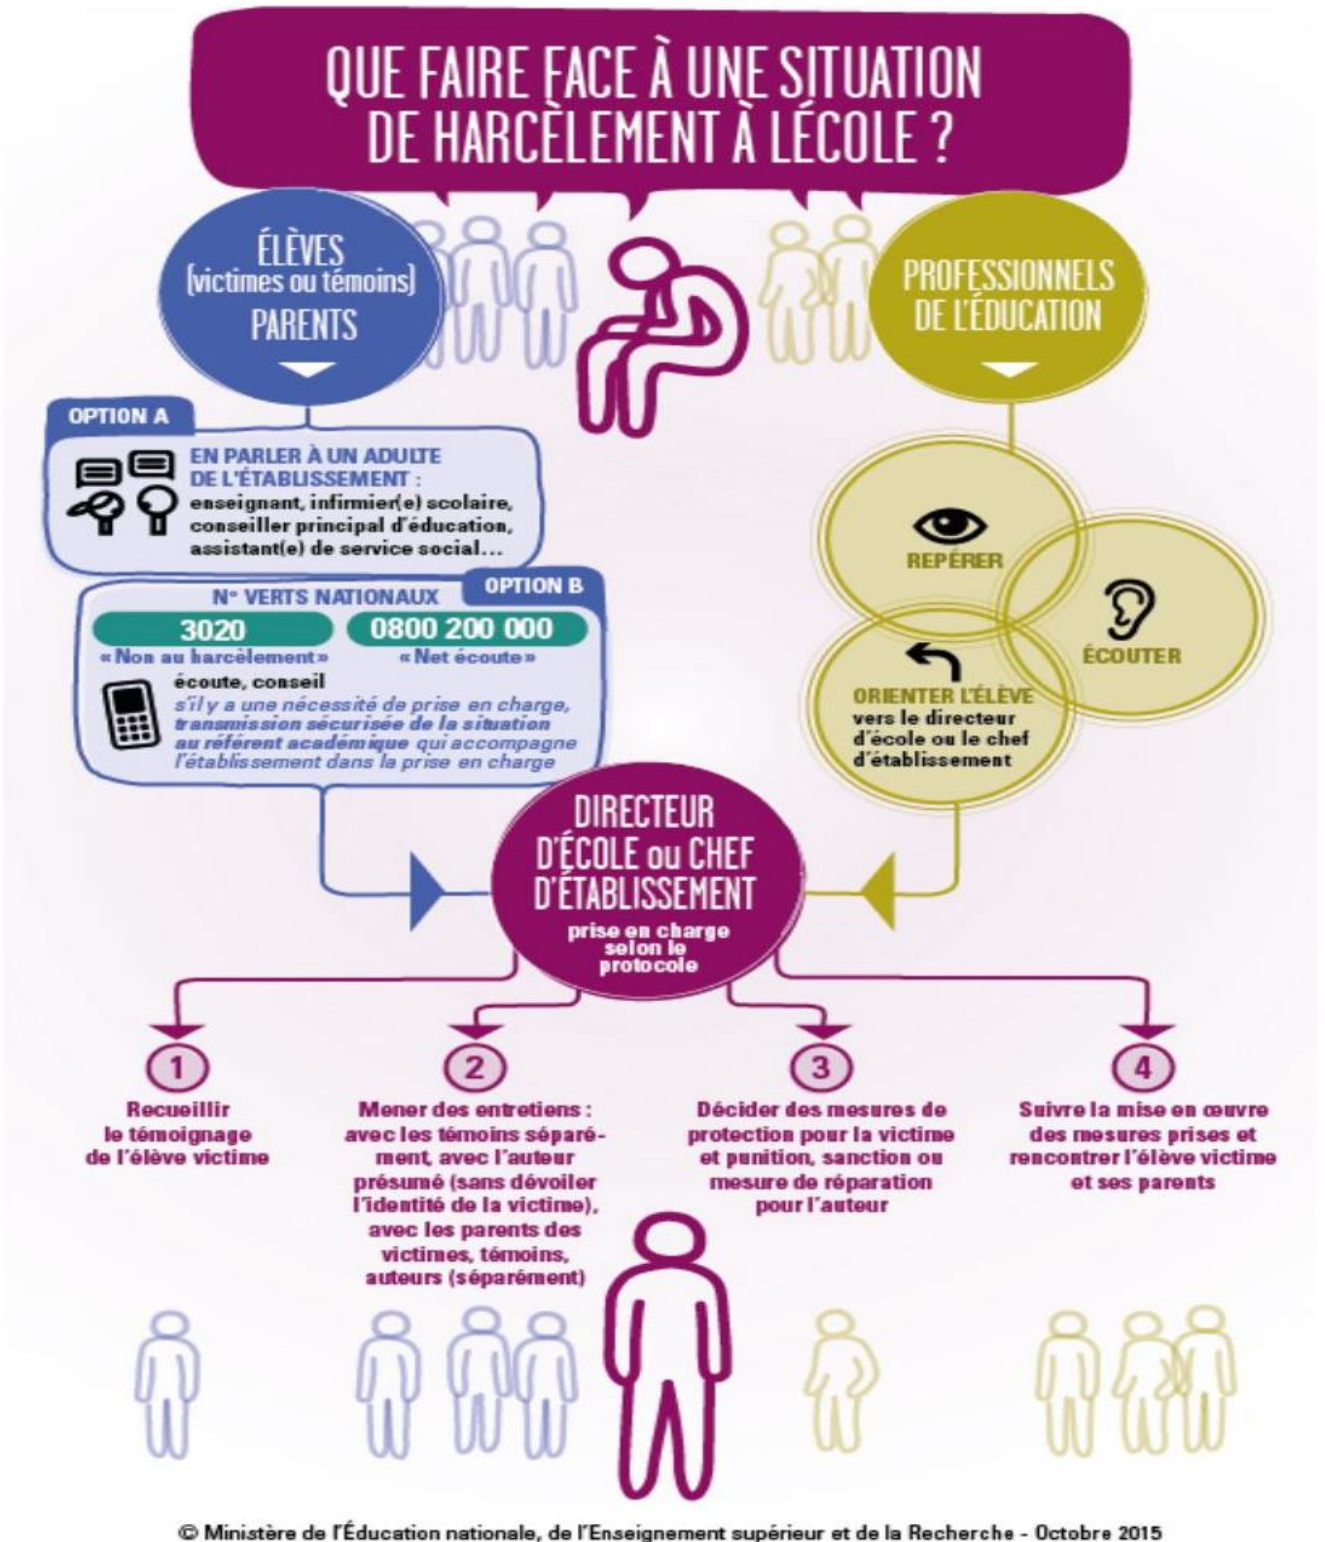 QUE FAIRE FACE À UNE SITUATION
DE HARCÈLEMENT À LÉCOLE ?
ÉLÈVES
(victimes ou témoins)
PARENTS
PROFESSIONNELS
DE L'ÉDUCATION
OPTION A
EN PARLER À UN ADULTE
DE L'ÉTABLISSEMENT :
enseignant, infirmier(e) scolaire,
conseiller principal d'éducation,
assistant(e) de service social...
OPTION B
N° VERTS NATIONAUX
3020
0800 200 000
« Non au harcèlement »
« Net écoute »
écoute, conseil
s'il y a une nécessité de prise en charge,
transmission sécurisée de la situation
au référent académique qui accompagne
l'établissement dans la prise en charge
REPÉRER
ÉCOUTER
ORIENTER L'ÉLÈVE
vers le directeur
d'école ou le chef
d'établissement
DIRECTEUR
D'ÉCOLE ou CHEF
D'ÉTABLISSEMENT
prise en charge
selon le
protocole
1
Recueillir
le témoignage
de l'élève victime
2
Mener des entretiens :
avec les témoins séparé-
ment, avec l'auteur
présumé (sans dévoiler
l'identité de la victime),
avec les parents des
victimes, témoins,
auteurs (séparément)
3
Décider des mesures de
protection pour la victime
et punition, sanction ou
mesure de réparation
pour l'auteur
4
Suivre la mise en œuvre
des mesures prises et
rencontrer l'élève victime
et ses parents
© Ministère de l'Éducation nationale, de l'Enseignement supérieur et de la Recherche - Octobre 2015